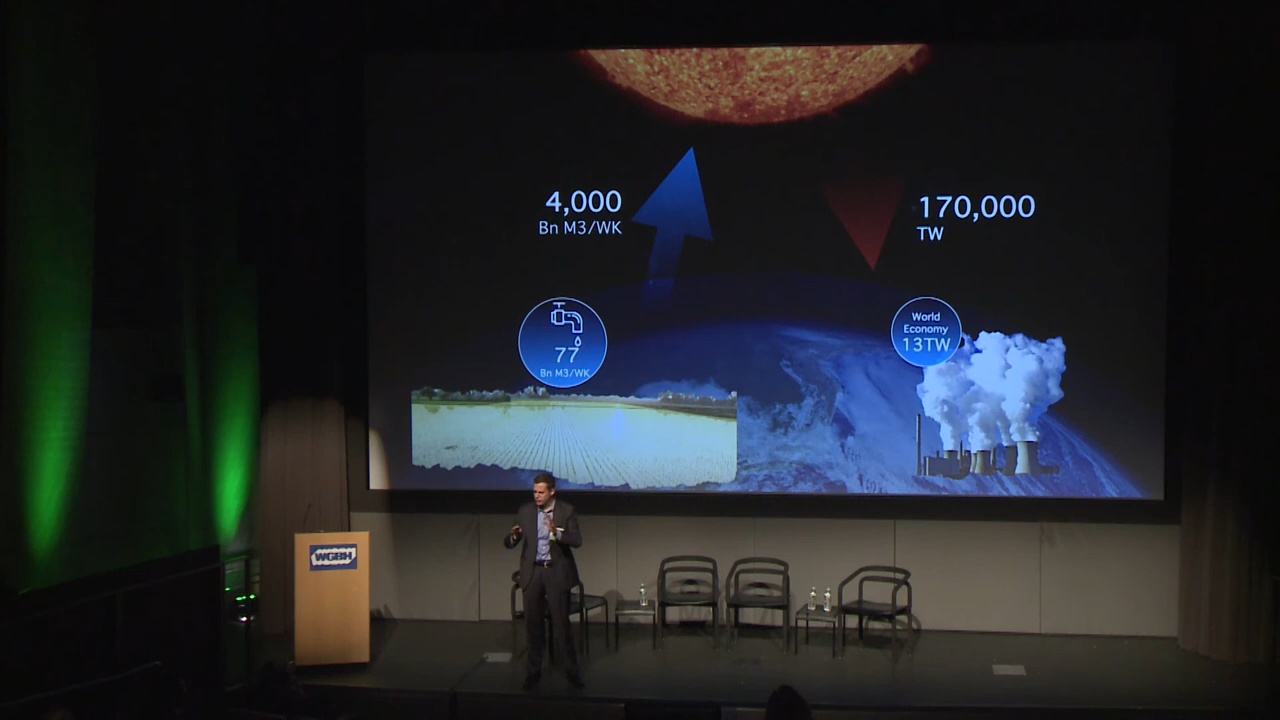 4,000
Bn M3/WK
170,000
TW
77
Bn M3/WK
World
Economy
13TW
WGBH